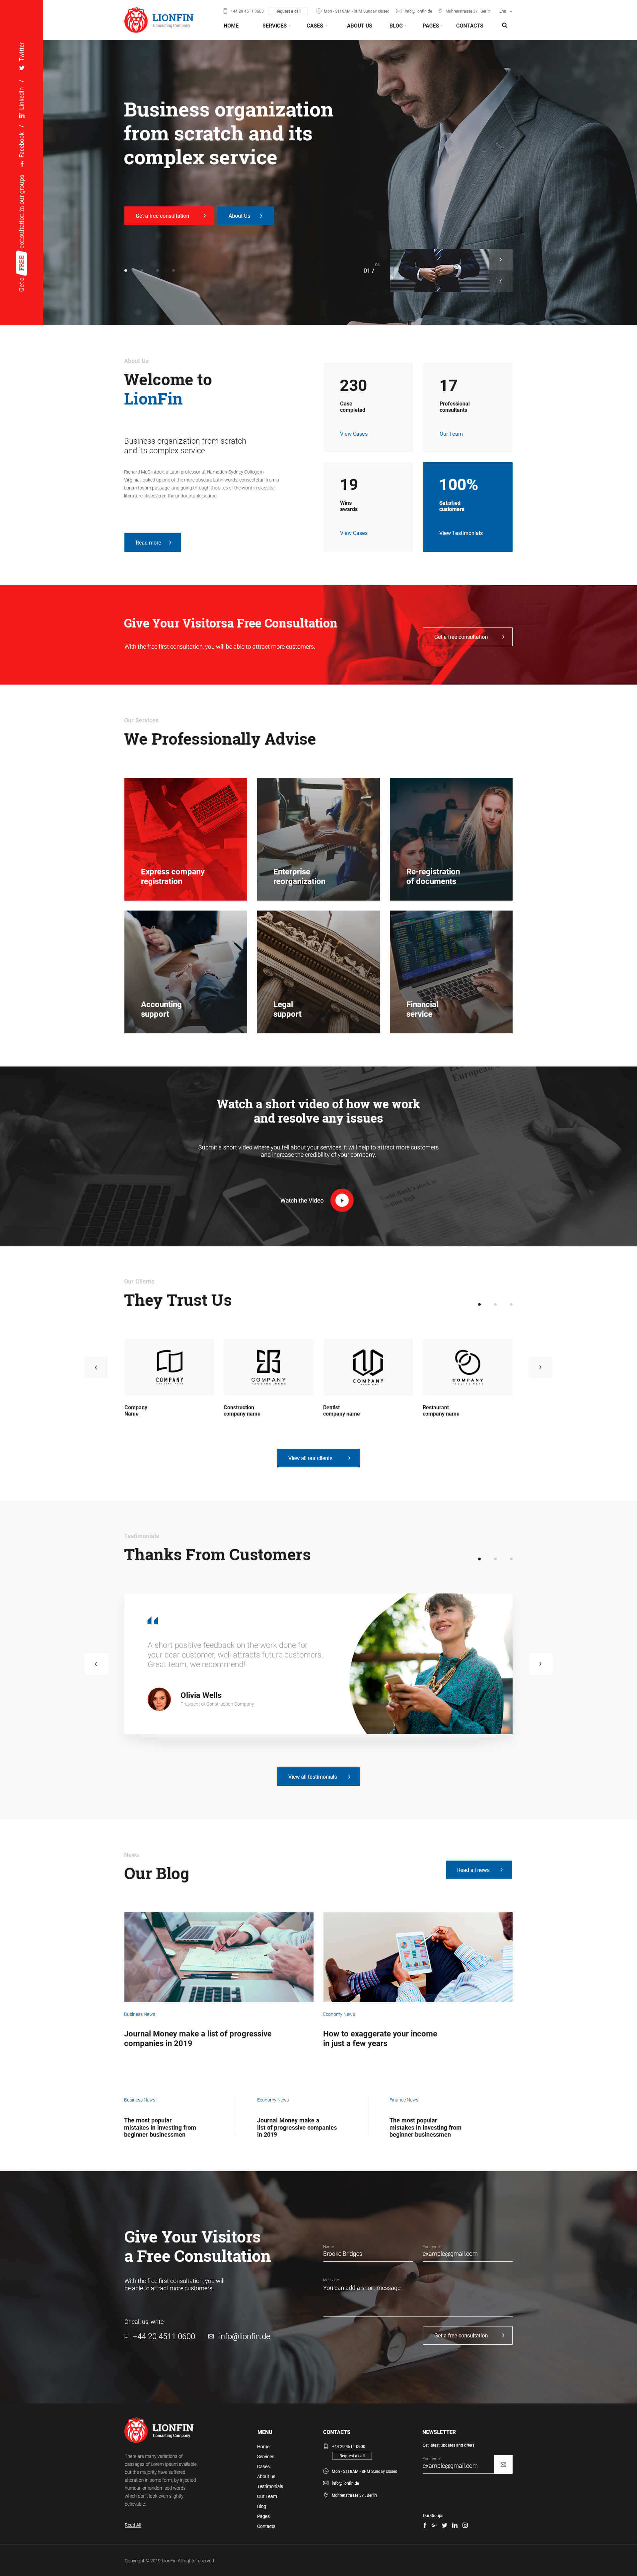 LIONFIN
Consulting Company
+44 20 4511 0600
Request a call
Mon - Sat 8AM - 8PM Sunday closed
info@lionfin.de
Mohrenstrasse 37 , Berlin
Eng
HOME
SERVICES
CASES
ABOUT US
BLOG
PAGES
CONTACTS
Get a FREE consultation in our groups
Facebook / LinkedIn / Twitter
Business organization
from scratch and its
complex service
Get a free consultation
About Us
01 /
04
About Us
Welcome to
LionFin
Business organization from scratch
and its complex service
Richard McClintock, a Latin professor at Hampden-Sydney College in
Virginia, looked up one of the more obscure Latin words, consectetur, from a
Lorem Ipsum passage, and going through the cites of the word in classical
literature, discovered the undoubtable source.
Read more
230
Case
completed
View Cases
17
Professional
consultants
Our Team
19
Wins
awards
View Cases
100%
Satisfied
customers
View Testimonials
Give Your Visitorsa Free Consultation
With the free first consultation, you will be able to attract more customers.
Get a free consultation
Our Services
We Professionally Advise
Express company
registration
Enterprise
reorganization
Re-registration
of documents
Accounting
support
Legal
support
Financial
service
Watch a short video of how we work
and resolve any issues
Submit a short video where you tell about your services, it will help to attract more customers
and increase the credibility of your company.
Watch the Video
Our Clients
They Trust Us
COMPANY
COMPANY
COMPANY
COMPANY
Company
Name
Construction
company name
Dentist
company name
Restaurant
company name
View all our clients
Testimonials
Thanks From Customers
A short positive feedback on the work done for
your dear customer, well attracts future customers.
Great team, we recommend!
Olivia Wells
President of Construction Company
View all testimonials
News
Our Blog
Read all news
Business News
Journal Money make a list of progressive
companies in 2019
Economy News
How to exaggerate your income
in just a few years
Business News
The most popular
mistakes in investing from
beginner businessmen
Economy News
Journal Money make a
list of progressive companies
in 2019
Finance News
The most popular
mistakes in investing from
beginner businessmen
Give Your Visitors
a Free Consultation
With the free first consultation, you will
be able to attract more customers.
Or call us, write
+44 20 4511 0600
info@lionfin.de
Name
Brooke Bridges
Your email
example@gmail.com
Message
You can add a short message.
Get a free consultation
LIONFIN
Consulting Company
There are many variations of
passages of Lorem Ipsum available,
but the majority have suffered
alteration in some form, by injected
humour, or randomised words
which don't look even slightly
believable.
Read All
MENU
Home
Services
Cases
About us
Testimonials
Our Team
Blog
Pages
Contacts
CONTACTS
+44 20 4511 0600
Request a call
Mon - Sat 8AM - 8PM Sunday closed
info@lionfin.de
Mohrenstrasse 37 , Berlin
NEWSLETTER
Get latest updates and offers
Your email
example@gmail.com
Our Groups
Copyright © 2019 LionFin All rights reserved